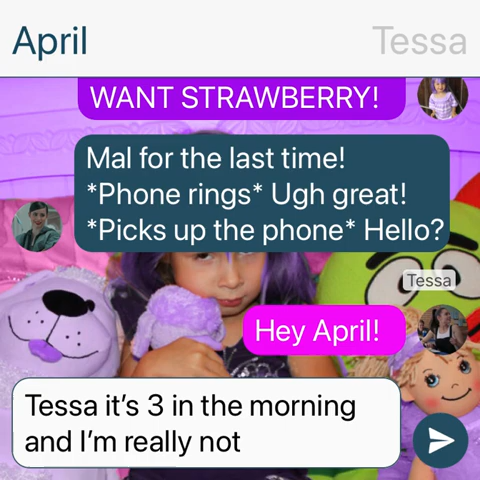 April
Tessa
WANT STRAWBERRY!
Mal for the last time!
*Phone rings* Ugh great!
*Picks up the phone* Hello?
Tessa
Hey April!
Tessa it’s 3 in the morning
and I’m really not